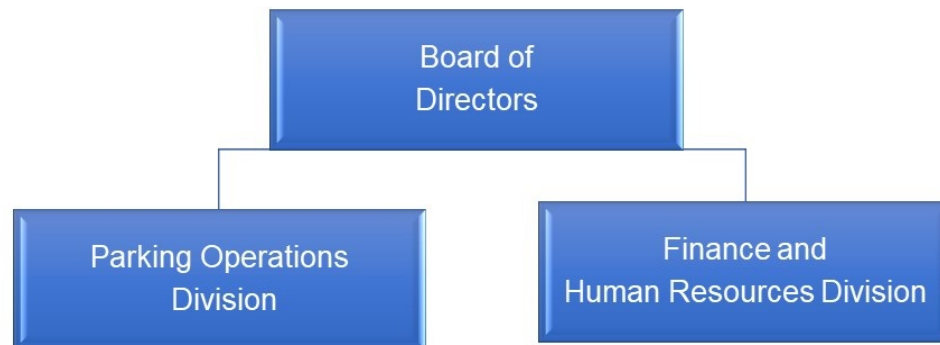 Board of
Directors
Parking Operations
Division
Finance and
Human Resources Division